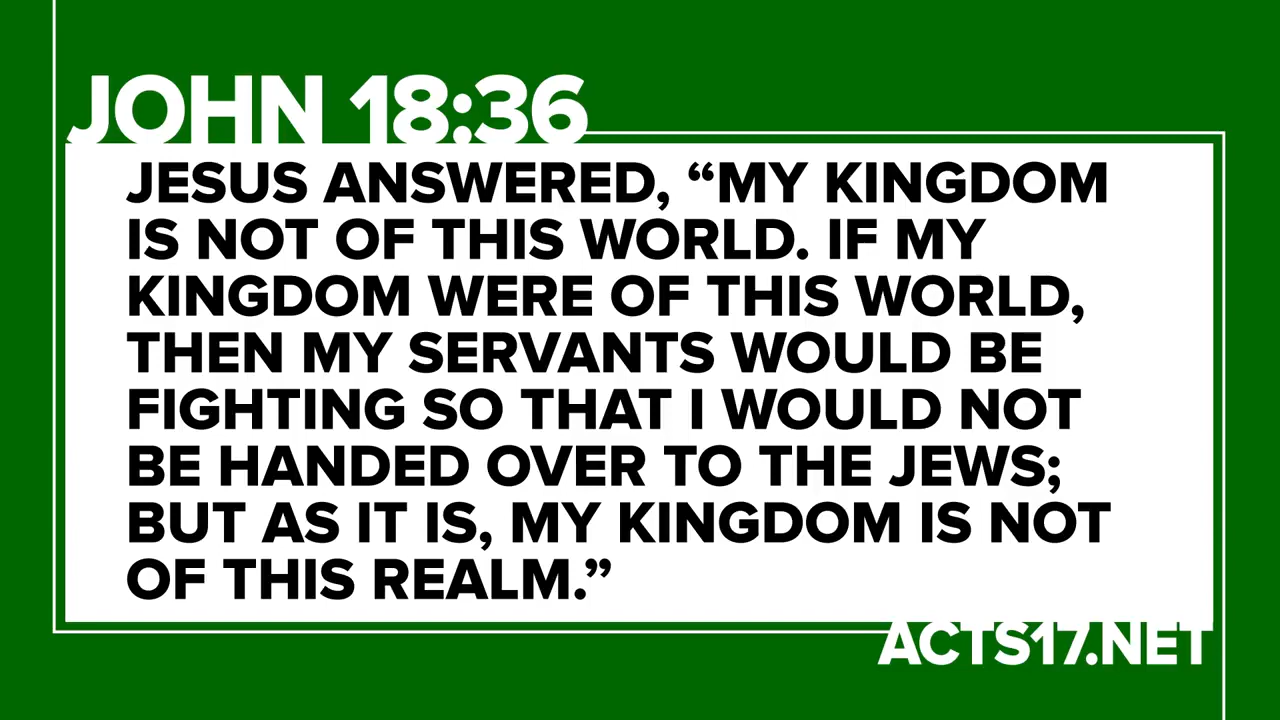 JOHN 18:36
JESUS ANSWERED, “MY KINGDOM
IS NOT OF THIS WORLD. IF MY
KINGDOM WERE OF THIS WORLD,
THEN MY SERVANTS WOULD BE
FIGHTING SO THAT I WOULD NOT
BE HANDED OVER TO THE JEWS;
BUT AS IT IS, MY KINGDOM IS NOT
OF THIS REALM.”
ACTS17.NET